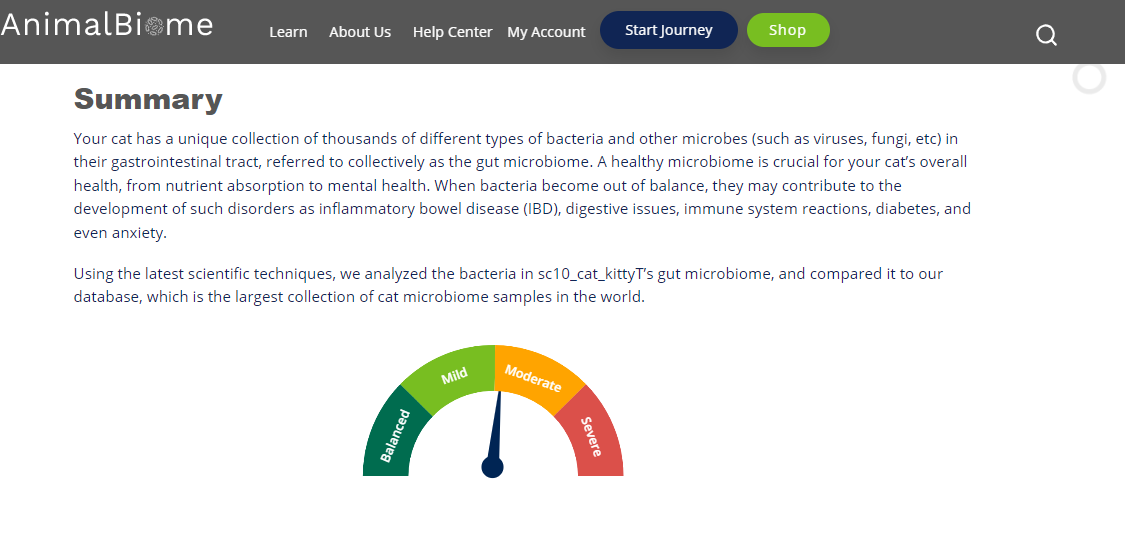 AnimalBiome
Learn About Us Help Center My Account Start Journey Shop
Summary
Your cat has a unique collection of thousands of different types of bacteria and other microbes (such as viruses, fungi, etc) in
their gastrointestinal tract, referred to collectively as the gut microbiome. A healthy microbiome is crucial for your cat’s overall
health, from nutrient absorption to mental health. When bacteria become out of balance, they may contribute to the
development of such disorders as inflammatory bowel disease (IBD), digestive issues, immune system reactions, diabetes, and
even anxiety.
Using the latest scientific techniques, we analyzed the bacteria in sc10_cat_kittyT’s gut microbiome, and compared it to our
database, which is the largest collection of cat microbiome samples in the world.
Balanced
Mild
Moderate
Severe